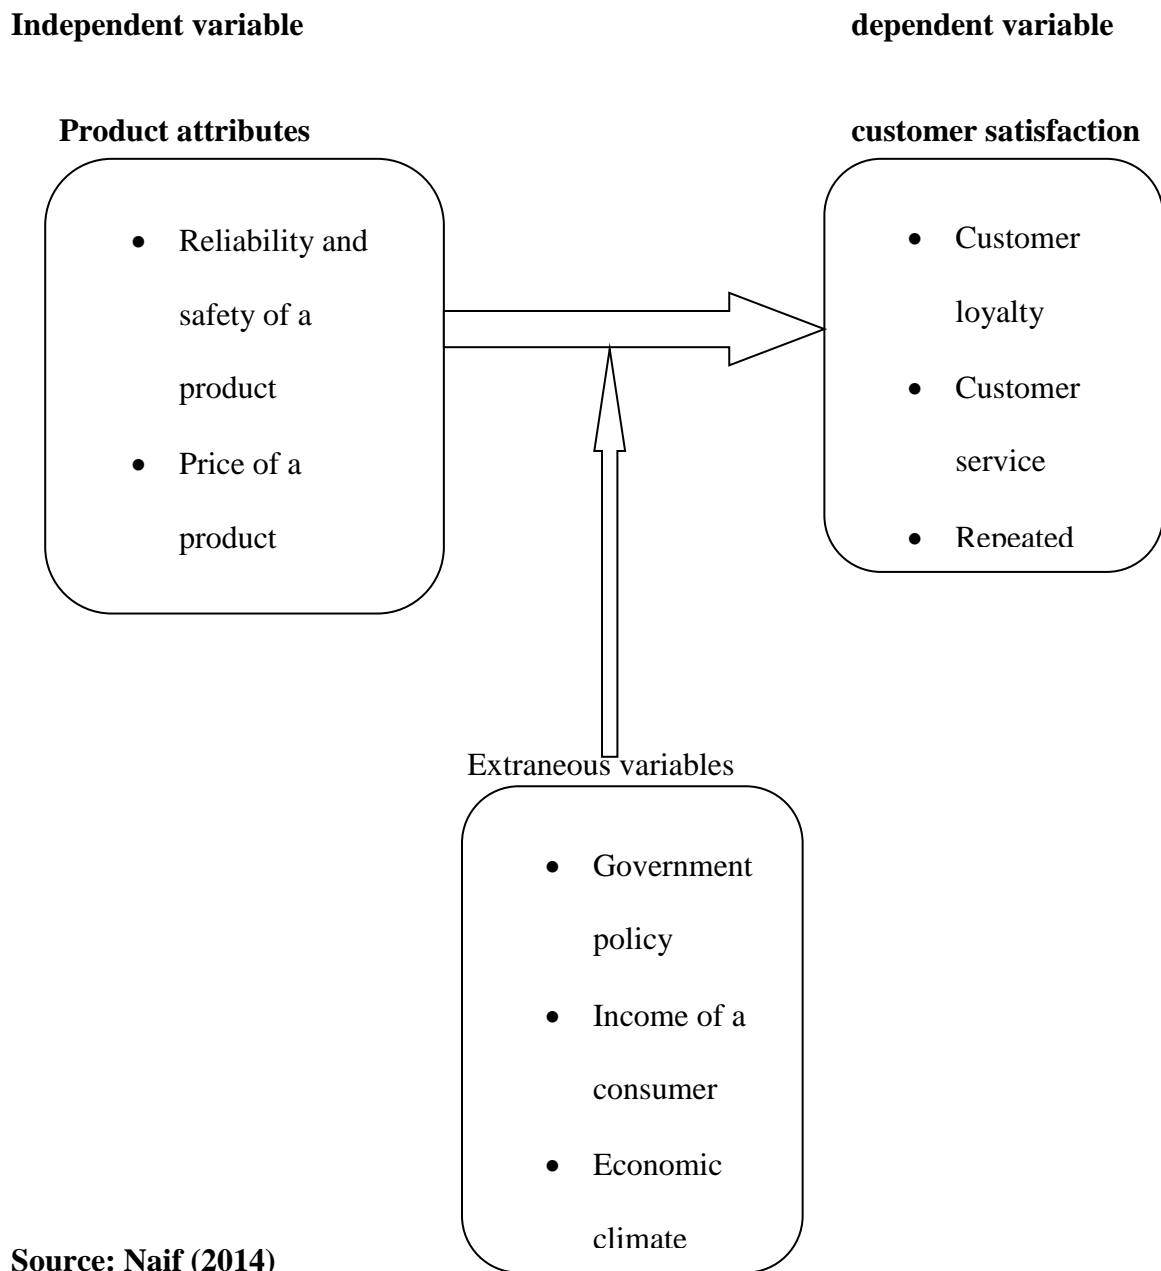 Independent variable
dependent variable
Product attributes
customer satisfaction
• Reliability and
safety of a
product
• Price of a
product
• Customer
loyalty
• Customer
service
• Repeated
Extraneous variables
• Government
policy
• Income of a
consumer
• Economic
climate
Source: Naif (2014)